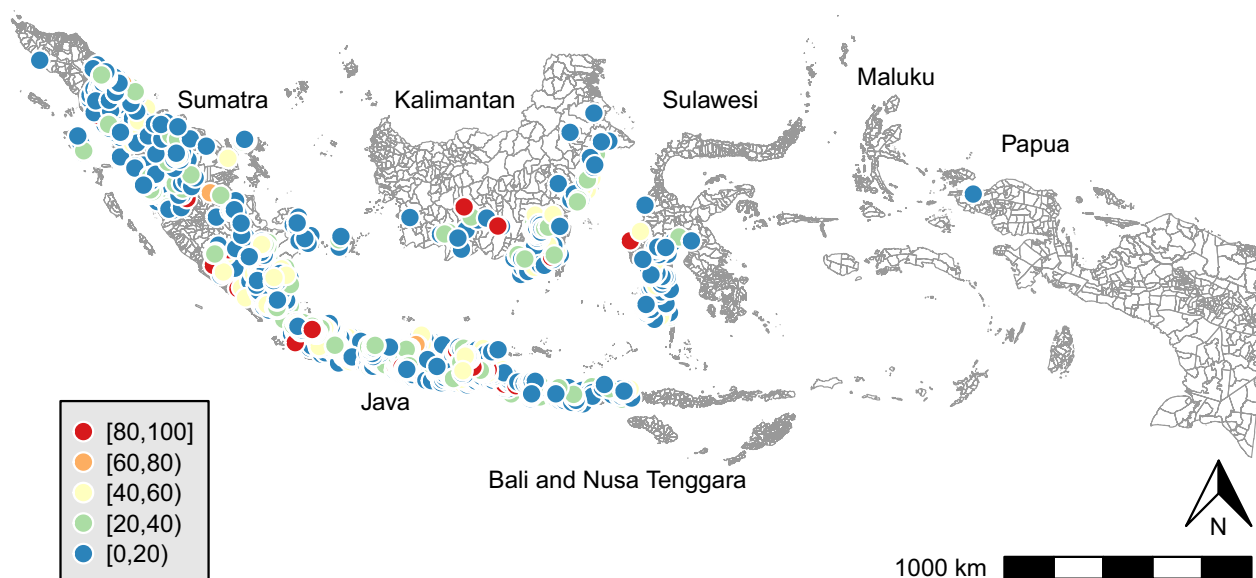 Maluku
Sumatra
Kalimantan
Sulawesi
Papua
Java
[80,100]
[60,80)
[40,60)
[20,40)
[0,20)
Bali and Nusa Tenggara
N
1000 km